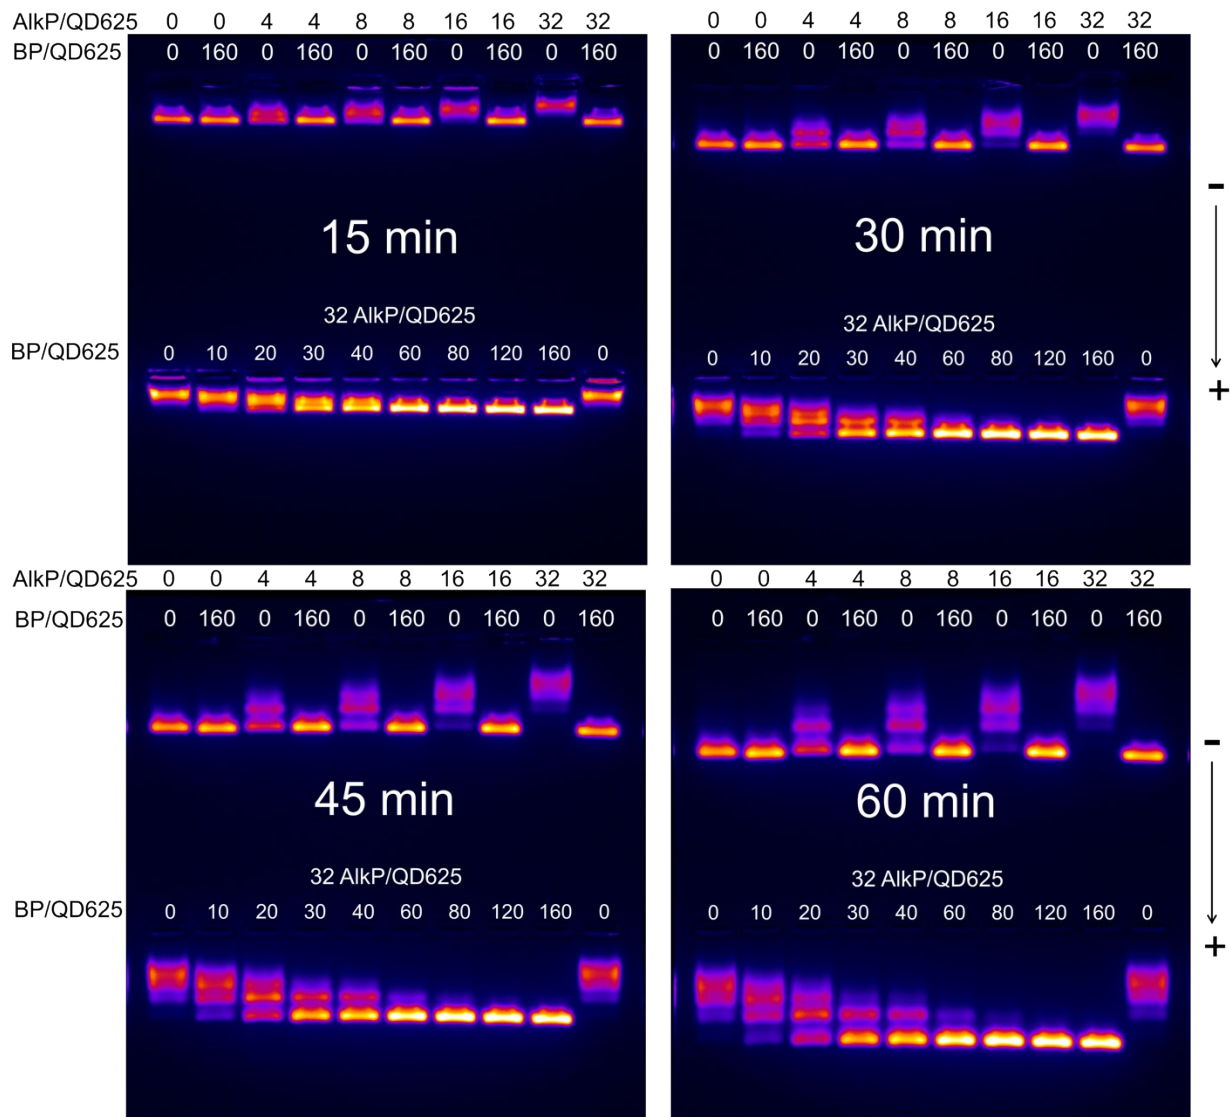 AlkP/QD625 0 0 4 4 8 8 16 16 32 32 0 0 4 4 8 8 16 16 32 32
BP/QD625 0 160 0 160 0 160 0 160 0 160 0 160 0 160 0 160 0 160 0 160
-
15 min 30 min
32 AlkP/QD625 32 AlkP/QD625
BP/QD625 0 10 20 30 40 60 80 120 160 0 0 10 20 30 40 60 80 120 160 0
+
AlkP/QD625 0 0 4 4 8 8 16 16 32 32 0 0 4 4 8 8 16 16 32 32
BP/QD625 0 160 0 160 0 160 0 160 0 160 0 160 0 160 0 160 0 160 0 160
-
45 min 60 min
32 AlkP/QD625 32 AlkP/QD625
BP/QD625 0 10 20 30 40 60 80 120 160 0 0 10 20 30 40 60 80 120 160 0
+